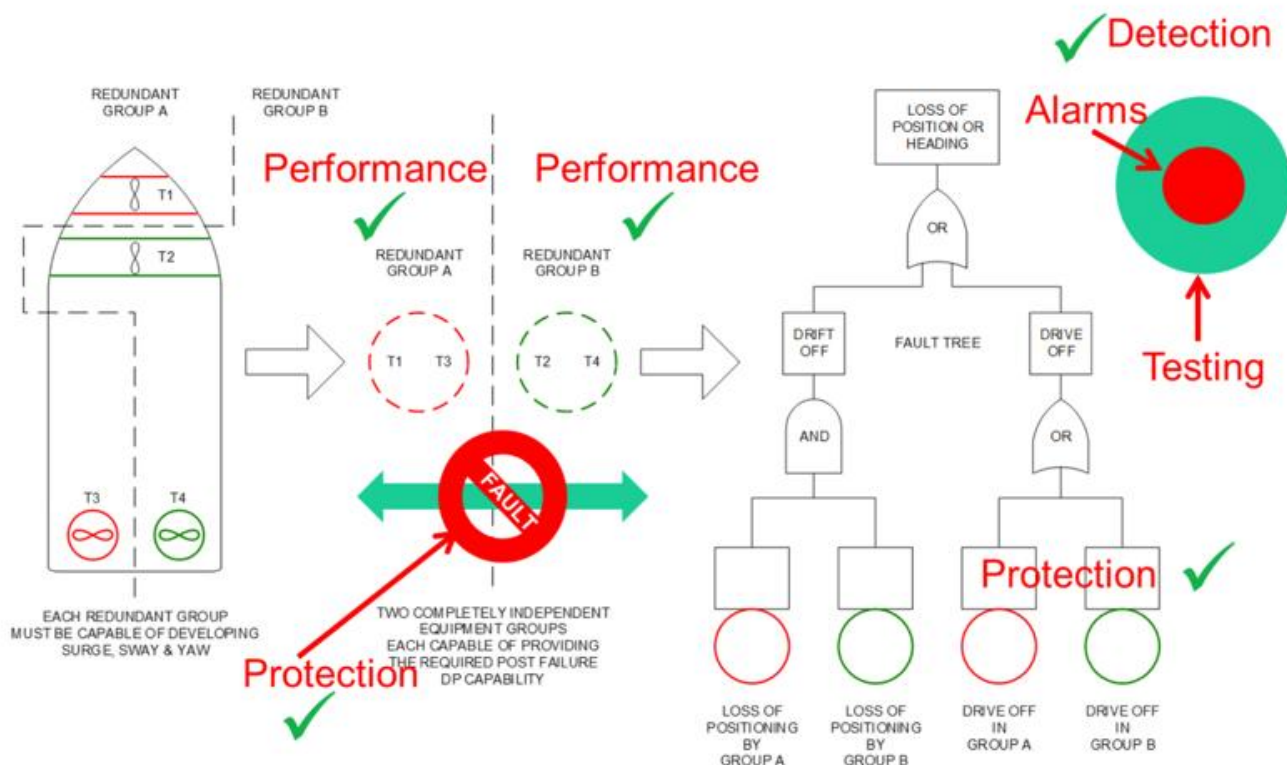 Detection
REDUNDANT
GROUP A
REDUNDANT
GROUP B
LOSS OF
POSITION OR
HEADING
Alarms
T1
Performance
Performance
OR
T2
REDUNDANT
GROUP A
REDUNDANT
GROUP B
DRIFT
OFF
FAULT TREE
DRIVE
OFF
T1
T3
T2
T4
Testing
AND
OR
FAULT
T3
T4
Protection
EACH REDUNDANT GROUP
MUST BE CAPABLE OF DEVELOPING
SURGE, SWAY & YAW
TWO COMPLETELY INDEPENDENT
EQUIPMENT GROUPS
EACH CAPABLE OF PROVIDING
THE REQUIRED POST FAILURE
DP CAPABILITY
Protection
LOSS OF
POSITIONING
BY
GROUP A
LOSS OF
POSITIONING
BY
GROUP B
DRIVE OFF
IN
GROUP A
DRIVE OFF
IN
GROUP B